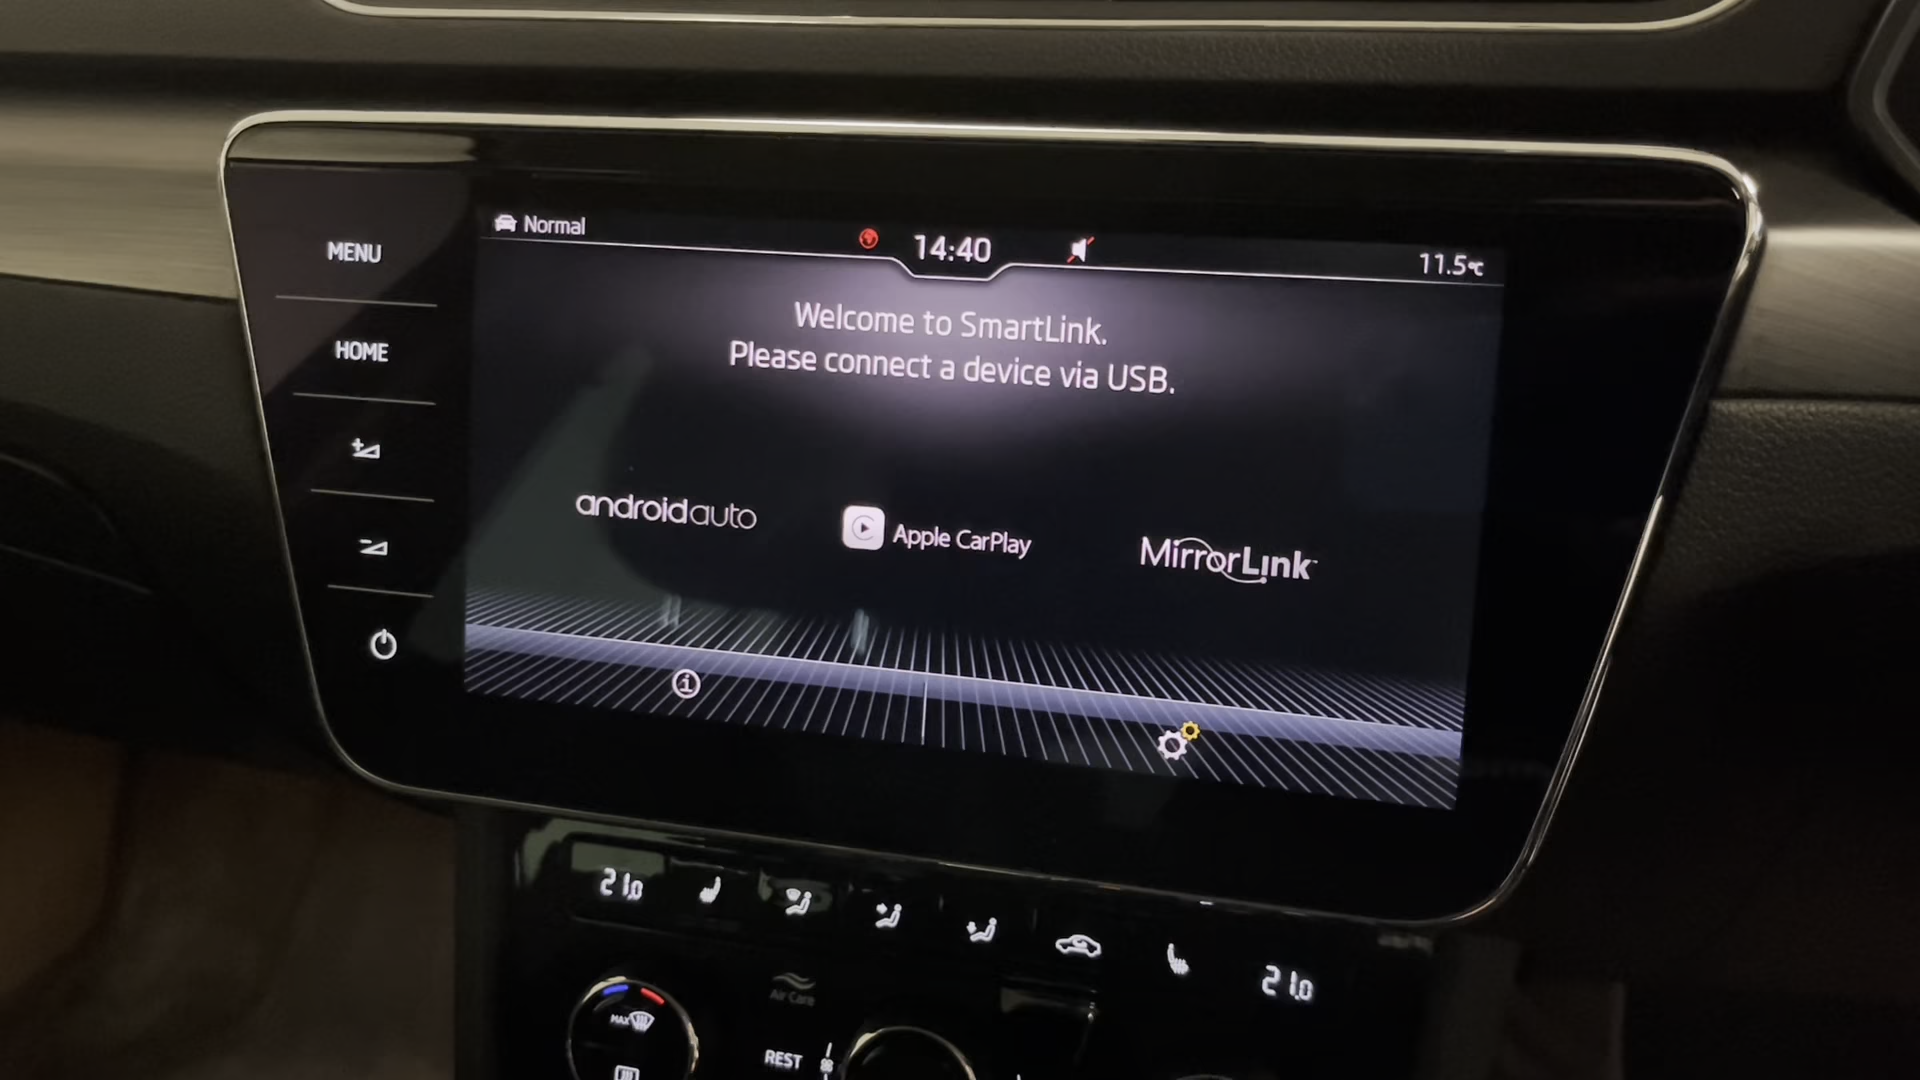 Normal
14:40
11.5°C
MENU
HOME
Welcome to SmartLink.
Please connect a device via USB.
androidauto
Apple CarPlay
MirrorLink™
21.0
21.0
Air Care
MAX
REST